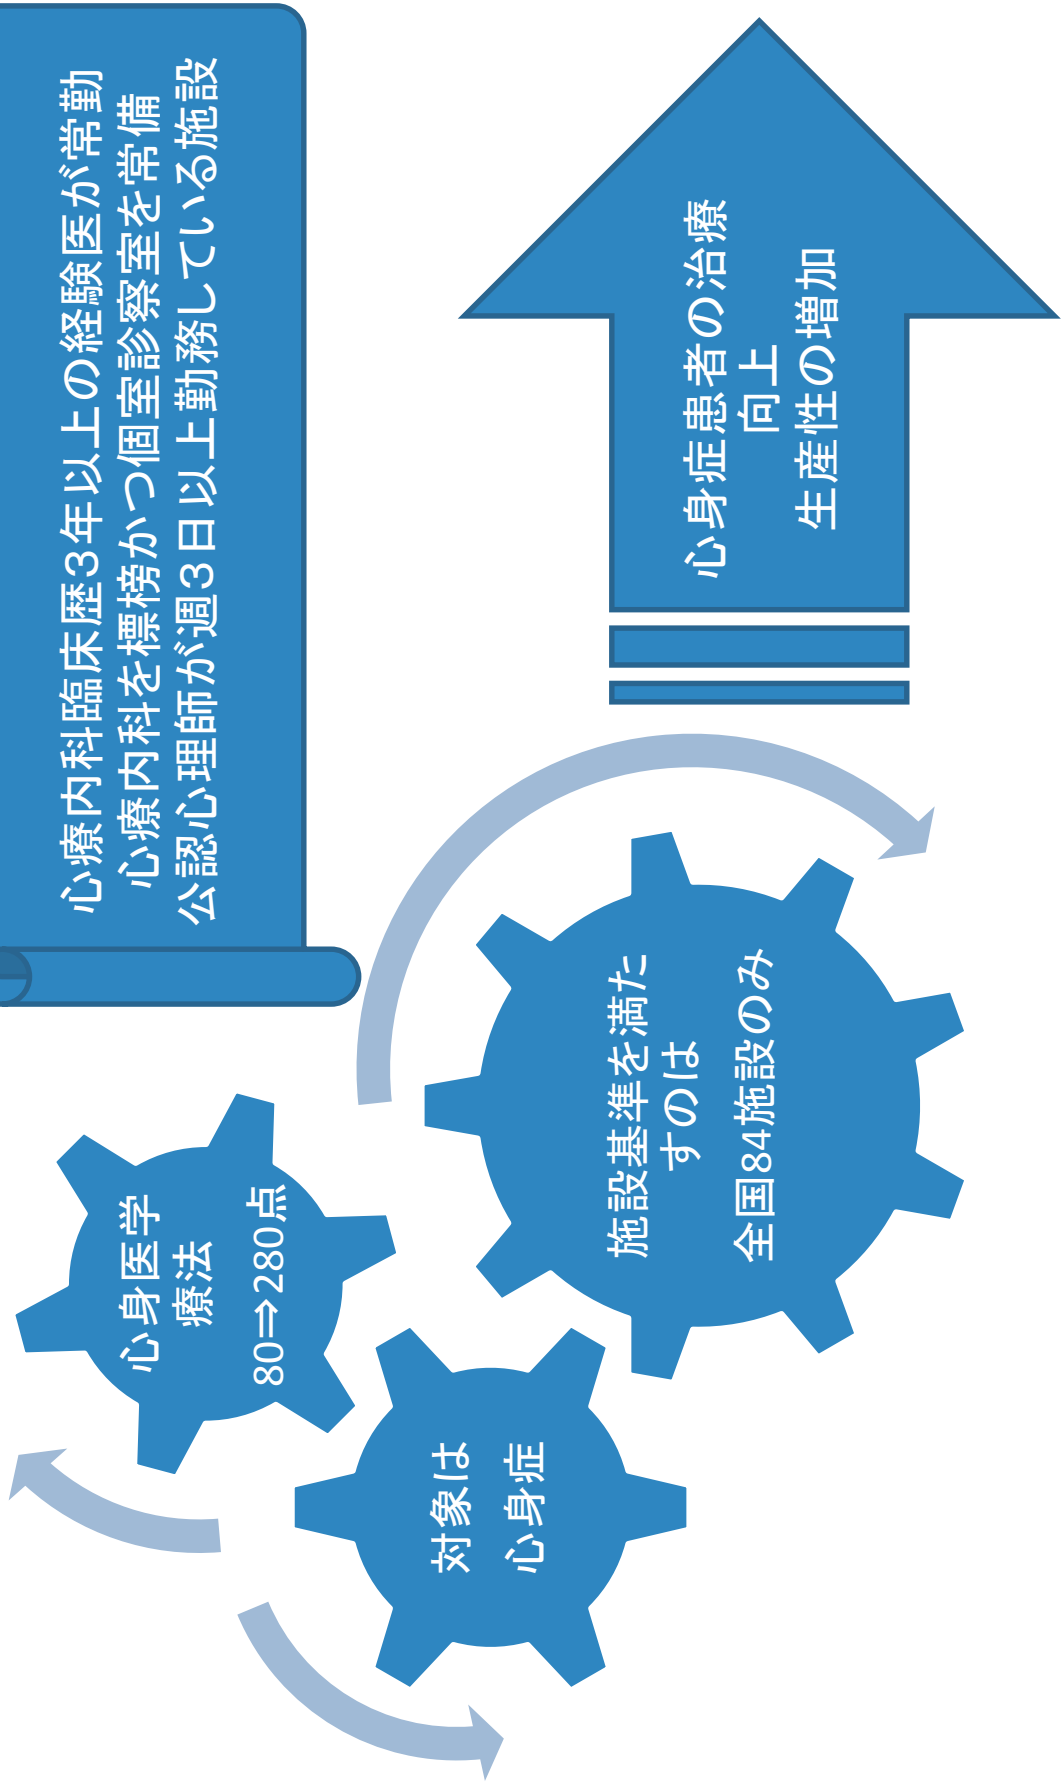 心療内科臨床歴3年以上の経験医が常勤
心療内科を標榜かつ個室診察室を常備
公認心理師が週3日以上勤務している施設
心身医学
療法
80⇒280点
対象は
心身症
施設基準を満た
すのは
全国84施設のみ
心身症患者の治療
向上
生産性の増加